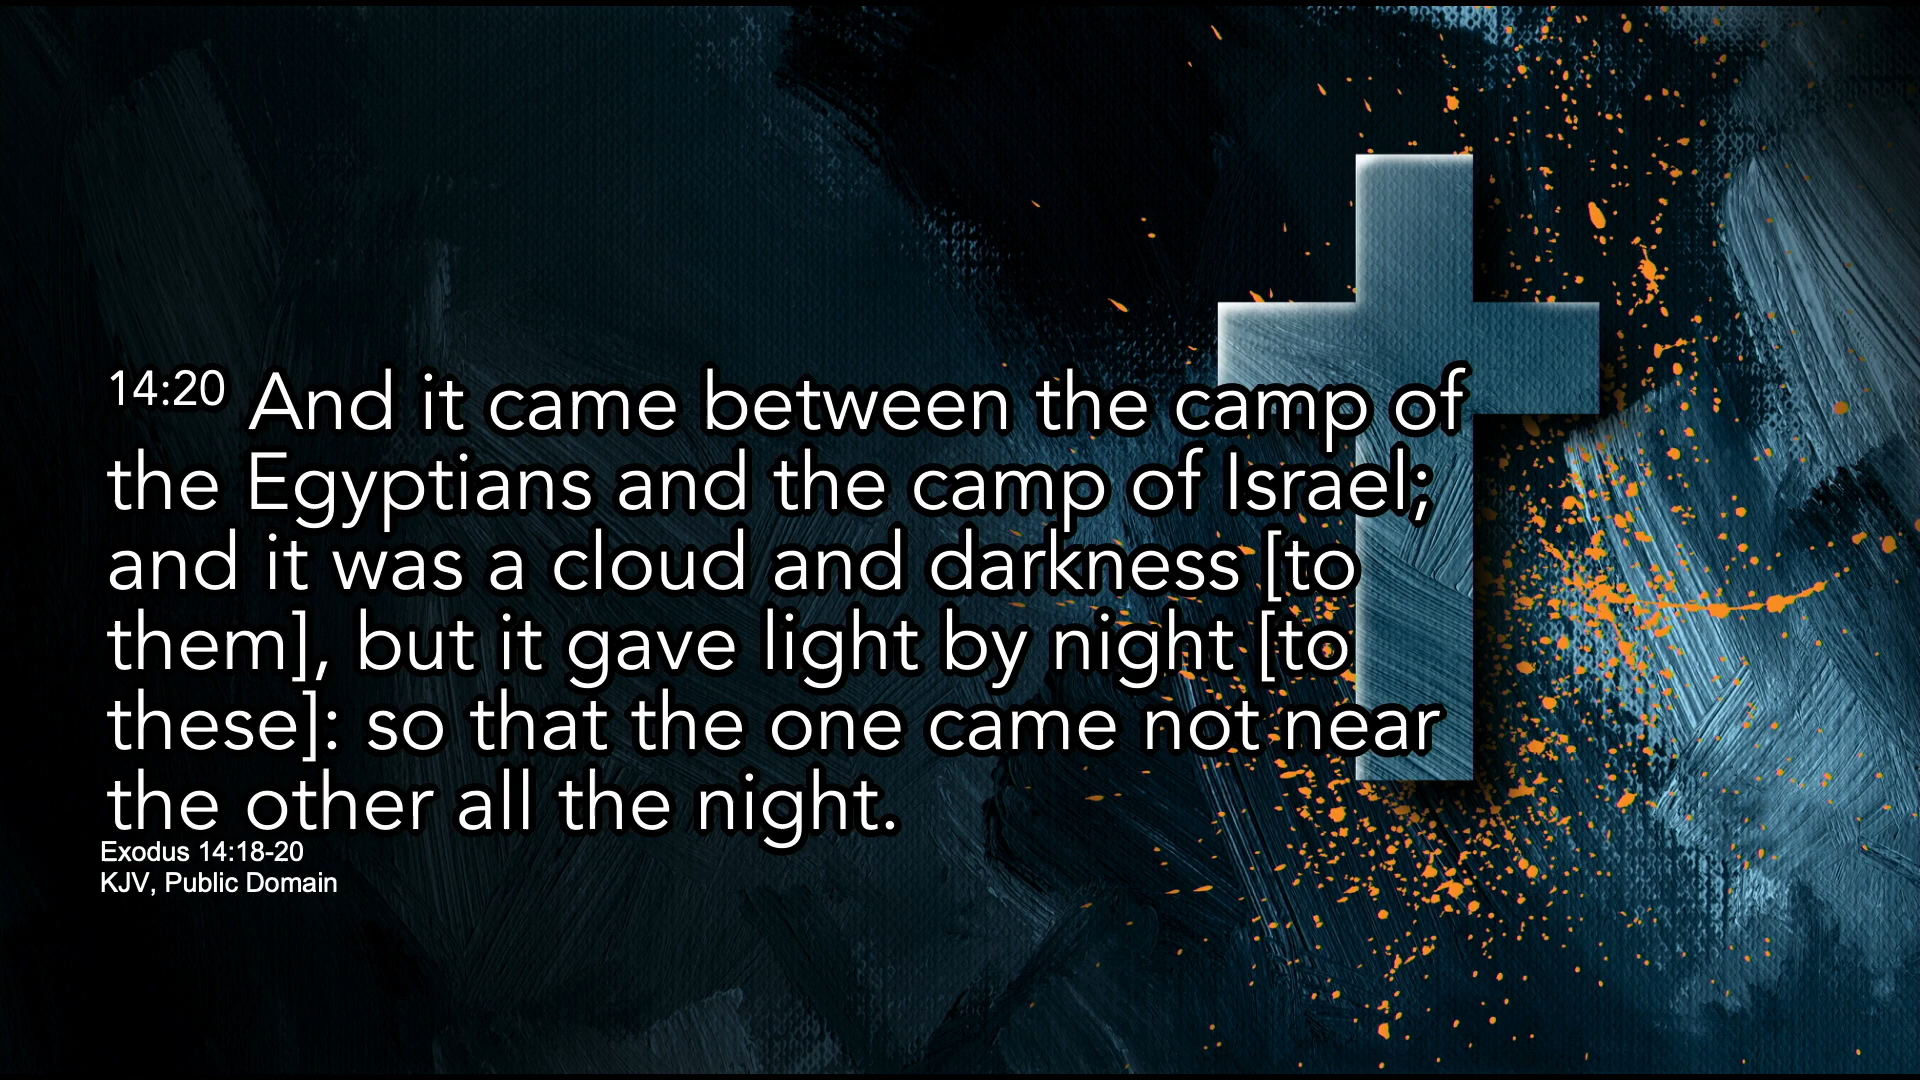 14:20 And it came between the camp of
the Egyptians and the camp of Israel;
and it was a cloud and darkness [to
them], but it gave light by night [to
these]: so that the one came not near
the other all the night.
Exodus 14:18-20
KJV, Public Domain